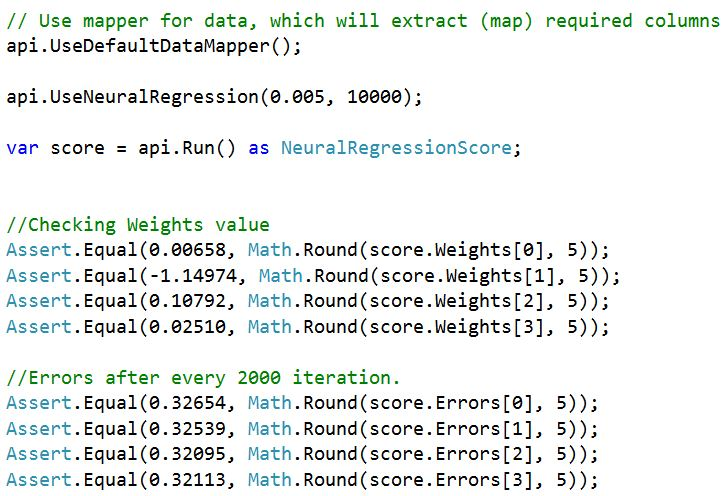 // Use mapper for data, which will extract (map) required columns
api.UseDefaultDataMapper();
api.UseNeuralRegression(0.005, 10000);
var score = api.Run() as NeuralRegressionScore;
//Checking Weights value
Assert.Equal(0.00658, Math.Round(score.Weights[0], 5));
Assert.Equal(-1.14974, Math.Round(score.Weights[1], 5));
Assert.Equal(0.10792, Math.Round(score.Weights[2], 5));
Assert.Equal(0.02510, Math.Round(score.Weights[3], 5));
//Errors after every 2000 iteration.
Assert.Equal(0.32654, Math.Round(score.Errors[0], 5));
Assert.Equal(0.32539, Math.Round(score.Errors[1], 5));
Assert.Equal(0.32095, Math.Round(score.Errors[2], 5));
Assert.Equal(0.32113, Math.Round(score.Errors[3], 5));